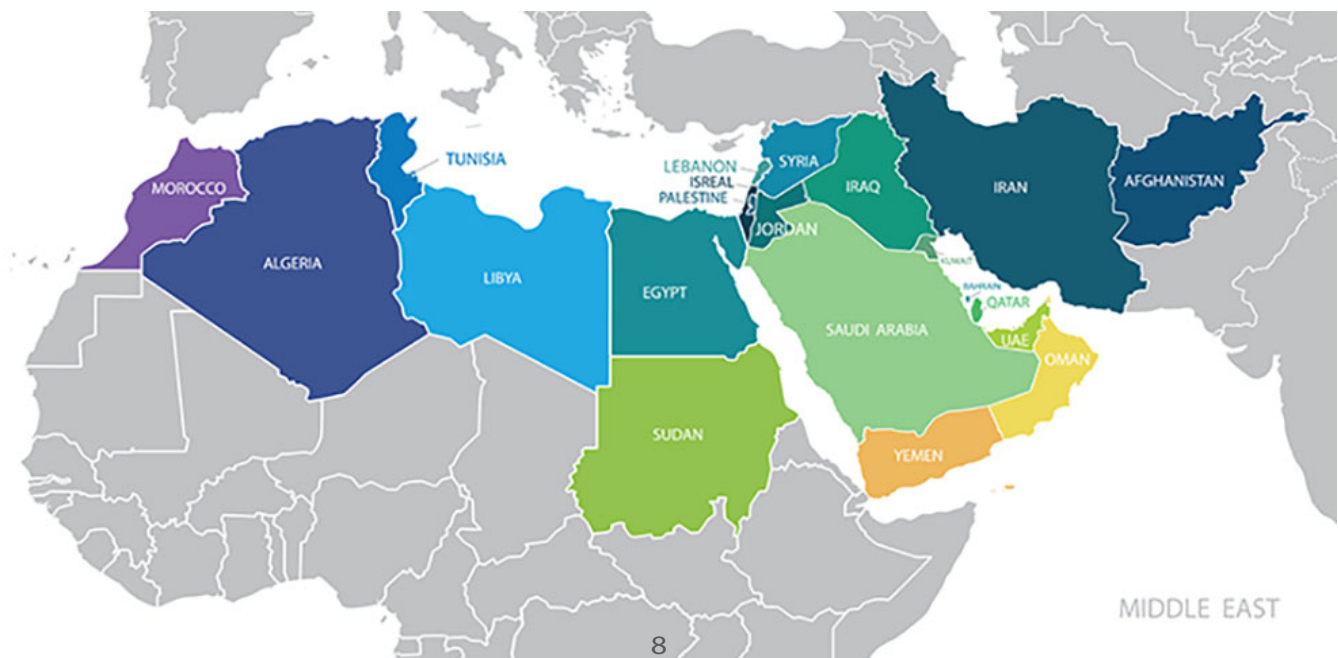 TUNISIA
LEBANON
SYRIA
ISREAL
MOROCCO
IRAQ
IRAN
AFGHANISTAN
PALESTINE
JORDAN
ALGERIA
KUWAIT
LIBYA
EGYPT
BAHRAIN
QATAR
SAUDI ARABIA
UAE
OMAN
SUDAN
YEMEN
MIDDLE EAST
8